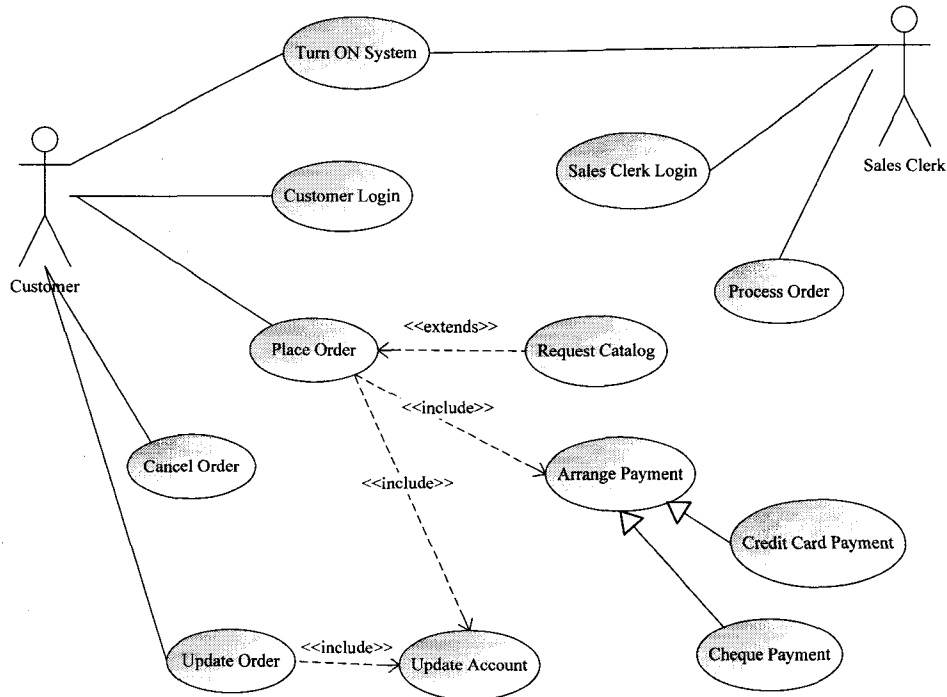 Turn ON System
Sales Clerk Login
Sales Clerk
Customer Login
Customer
Process Order
<<extends>>
Place Order
Request Catalog
<<include>>
Cancel Order
Arrange Payment
<<include>>
Credit Card Payment
<<include>>
Update Order
Update Account
Cheque Payment